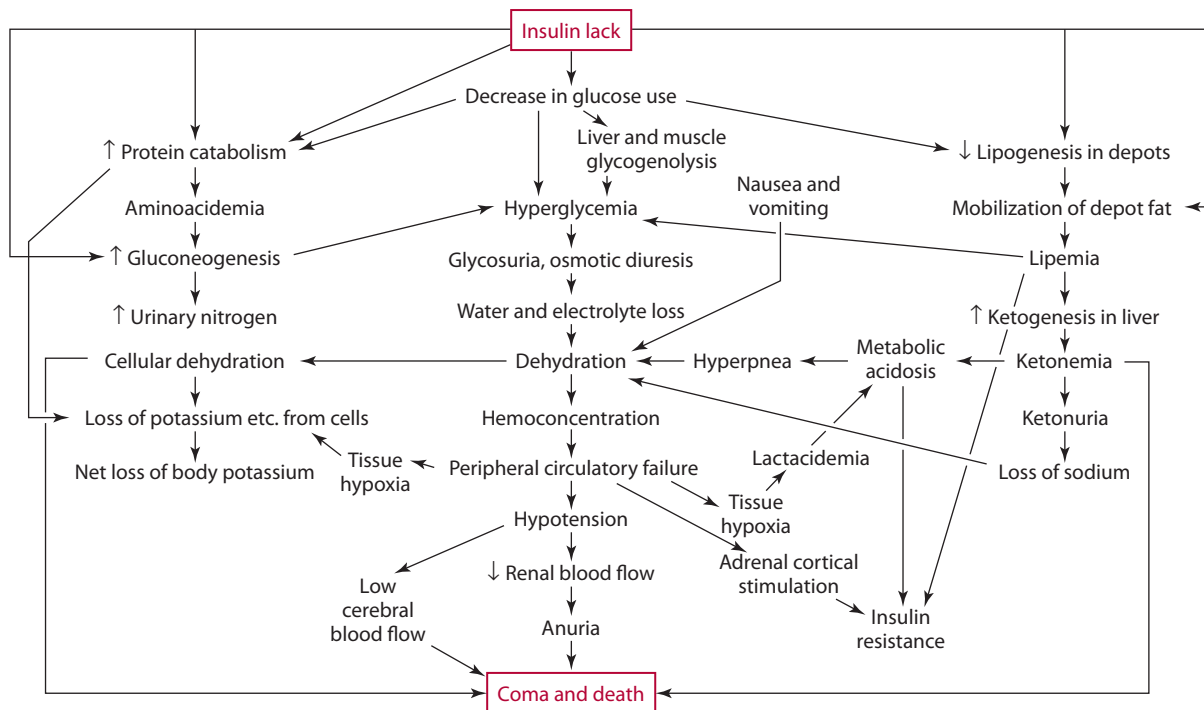 Insulin lack
Decrease in glucose use
↑ Protein catabolism
Liver and muscle
glycogenolysis
↓ Lipogenesis in depots
Aminoacidemia
Hyperglycemia
Nausea and
vomiting
Mobilization of depot fat
↑ Gluconeogenesis
Glycosuria, osmotic diuresis
Lipemia
↑ Urinary nitrogen
Water and electrolyte loss
↑ Ketogenesis in liver
Cellular dehydration
Dehydration
Hyperpnea
Metabolic
acidosis
Ketonemia
Loss of potassium etc. from cells
Hemoconcentration
Ketonuria
Net loss of body potassium
Tissue
hypoxia
Peripheral circulatory failure
Lactacidemia
Loss of sodium
Tissue
hypoxia
Hypotension
Adrenal cortical
stimulation
↓ Renal blood flow
Low
cerebral
blood flow
Anuria
Insulin
resistance
Coma and death